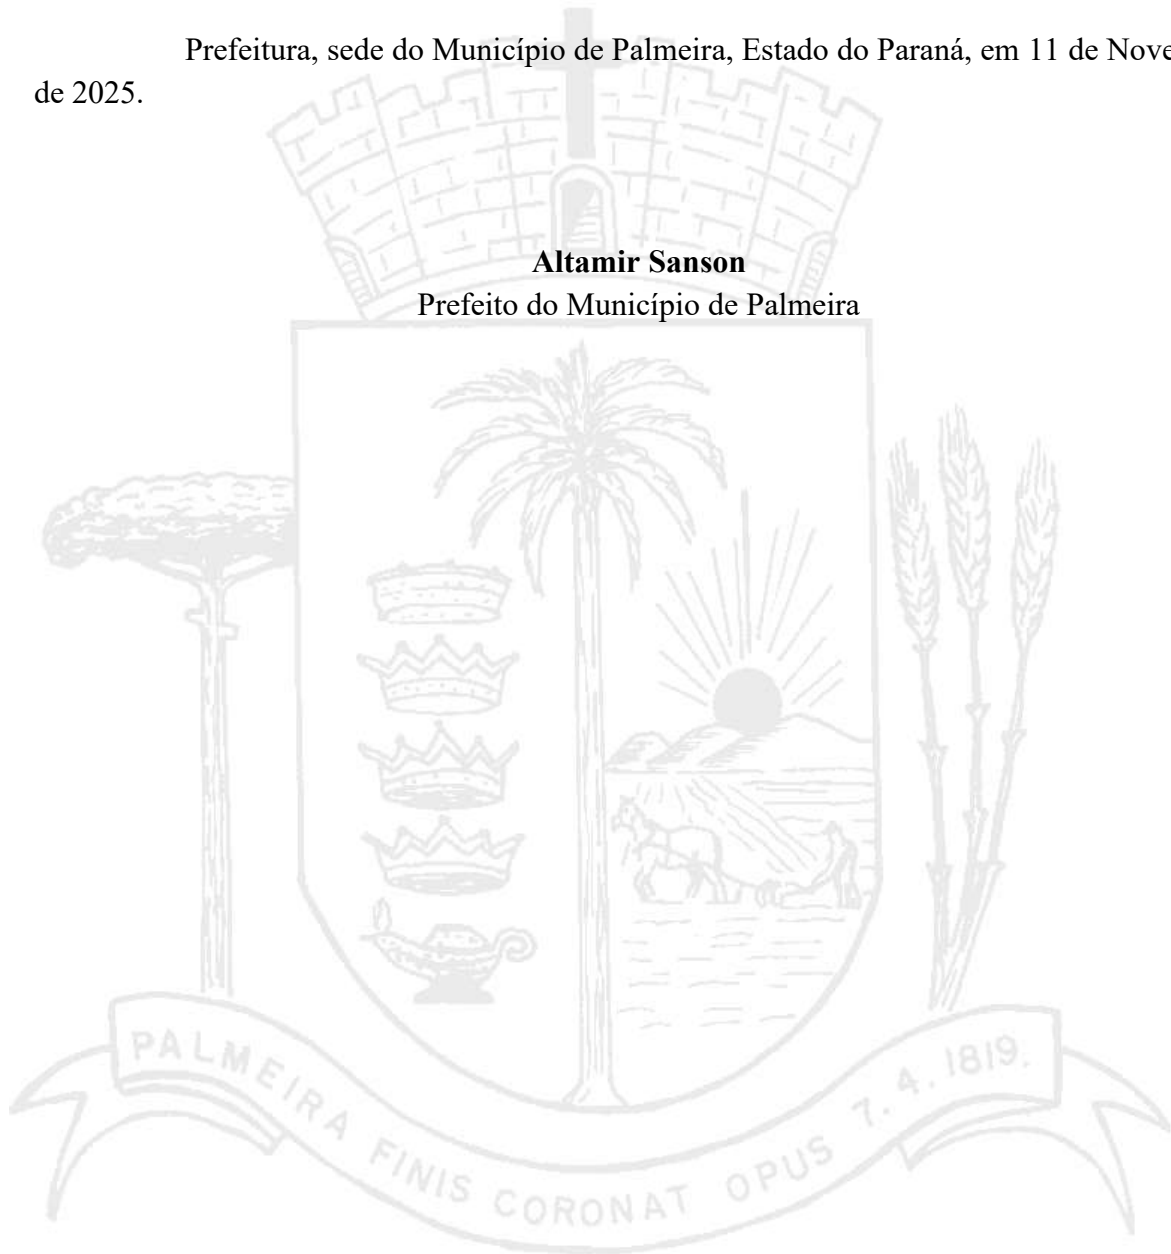 Prefeitura, sede do Município de Palmeira, Estado do Paraná, em 11 de Nove
de 2025.
Altamir Sanson
Prefeito do Município de Palmeira
PALMEIRA FINIS CORONAT OPUS 7.4.1819.